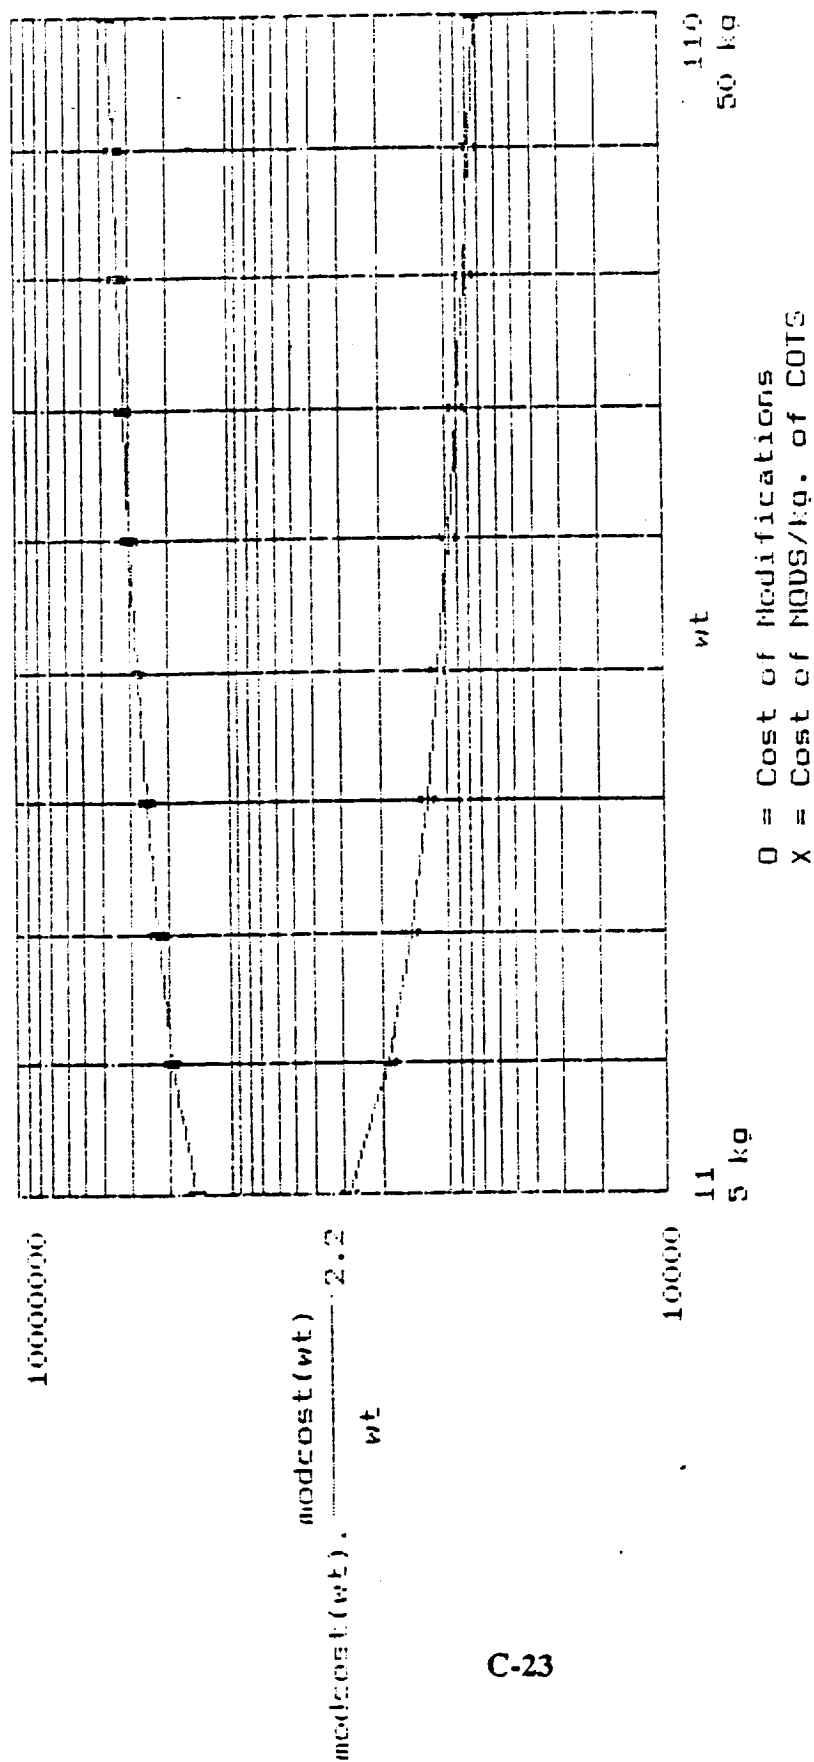 10000000
modcost(wt)
modcost(wt), 2.2
wt
10000
11 wt 110
5 kg 50 kg
O = Cost of Modifications
X = Cost of MODS/kg. of COTS
C-23